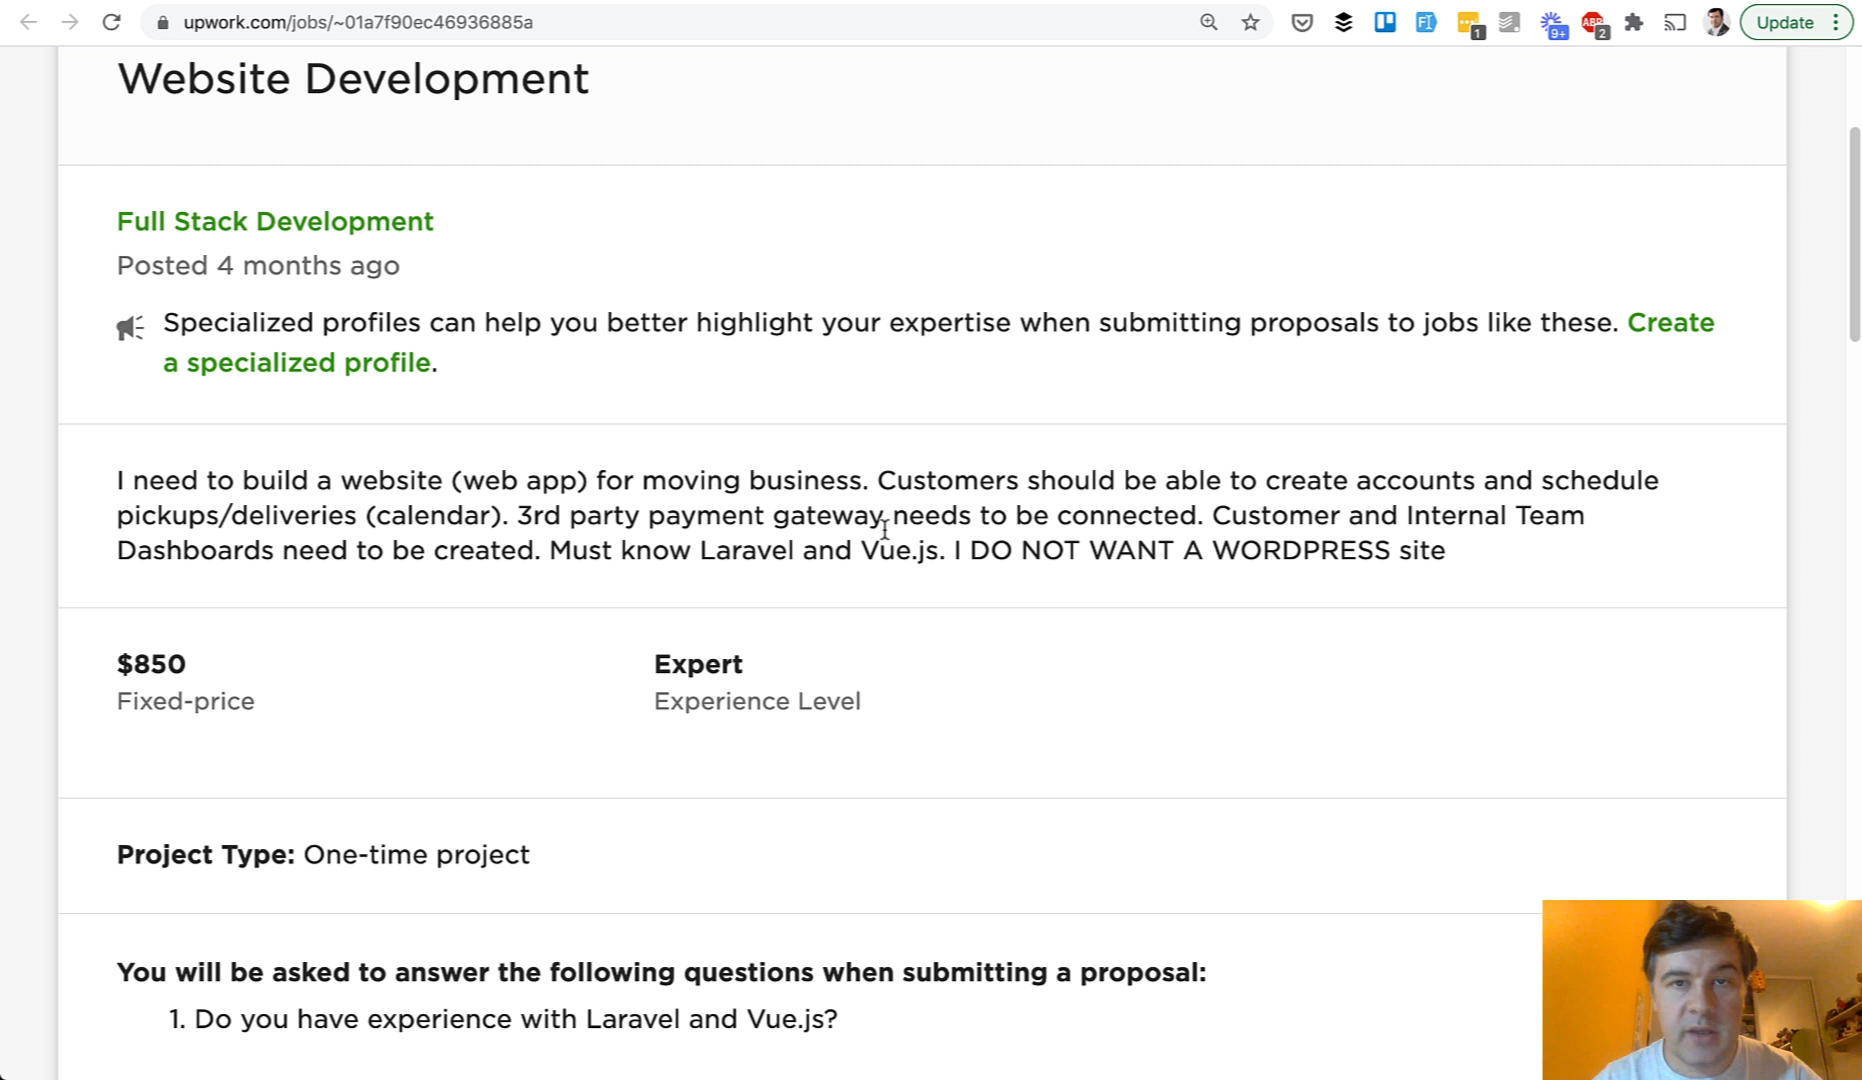 upwork.com/jobs/~01a7f90ec46936885a
1
9+
ABP
2
Update
Website Development
Full Stack Development
Posted 4 months ago
Specialized profiles can help you better highlight your expertise when submitting proposals to jobs like these. Create
a specialized profile.
I need to build a website (web app) for moving business. Customers should be able to create accounts and schedule
pickups/deliveries (calendar). 3rd party payment gateway needs to be connected. Customer and Internal Team
Dashboards need to be created. Must know Laravel and Vue.js. I DO NOT WANT A WORDPRESS site
$850
Expert
Fixed-price
Experience Level
Project Type: One-time project
You will be asked to answer the following questions when submitting a proposal:
1. Do you have experience with Laravel and Vue.js?